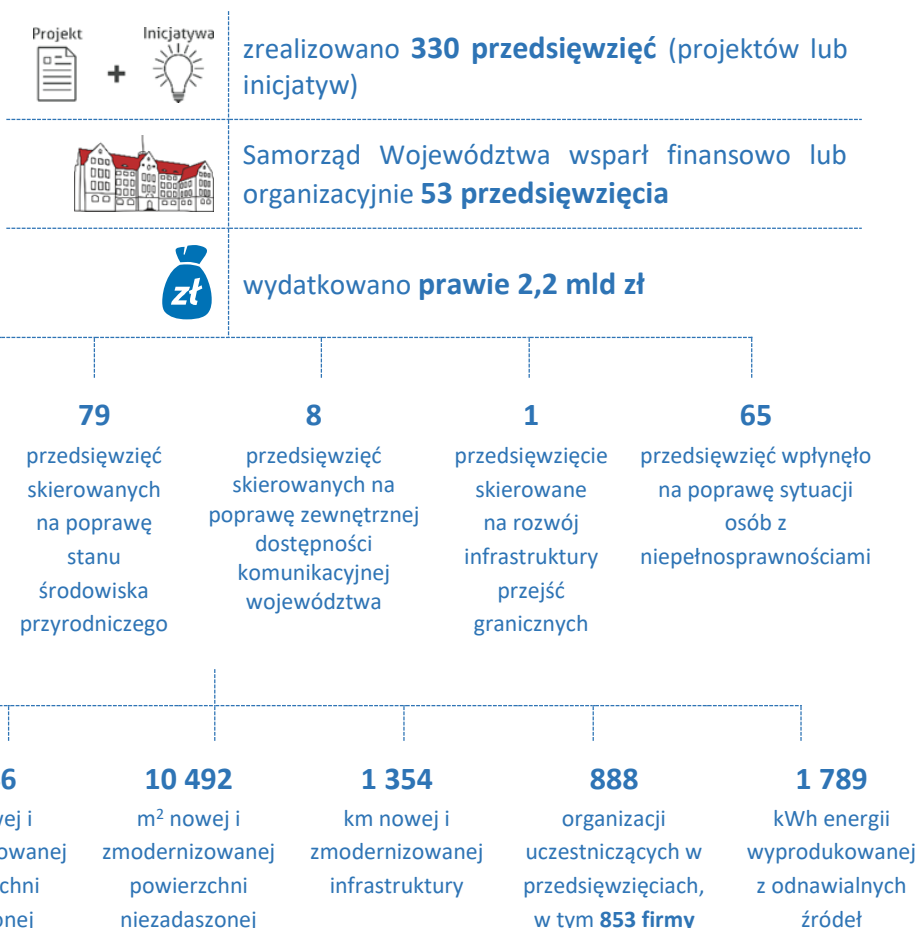 Projekt
Inicjatywa
+
zrealizowano 330 przedsięwzięć (projektów lub
inicjatyw)
Samorząd Województwa wsparł finansowo lub
organizacyjnie 53 przedsięwzięcia
zł
wydatkowano prawie 2,2 mld zł
79
przedsięwzięć
skierowanych
na poprawę
stanu
środowiska
przyrodniczego
8
przedsięwzięć
skierowanych na
poprawę zewnętrznej
dostępności
komunikacyjnej
województwa
1
przedsięwzięcie
skierowane
na rozwój
infrastruktury
przejść
granicznych
65
przedsięwzięć wpłynęło
na poprawę sytuacji
osób z
niepełnosprawnościami
6
i
10 492
m² nowej i
zmodernizowanej
powierzchni
niezadaszonej
1 354
km nowej i
zmodernizowanej
infrastruktury
888
organizacji
uczestniczących w
przedsięwzięciach,
w tym 853 firmy
1 789
kWh energii
wyprodukowanej
z odnawialnych
źródeł